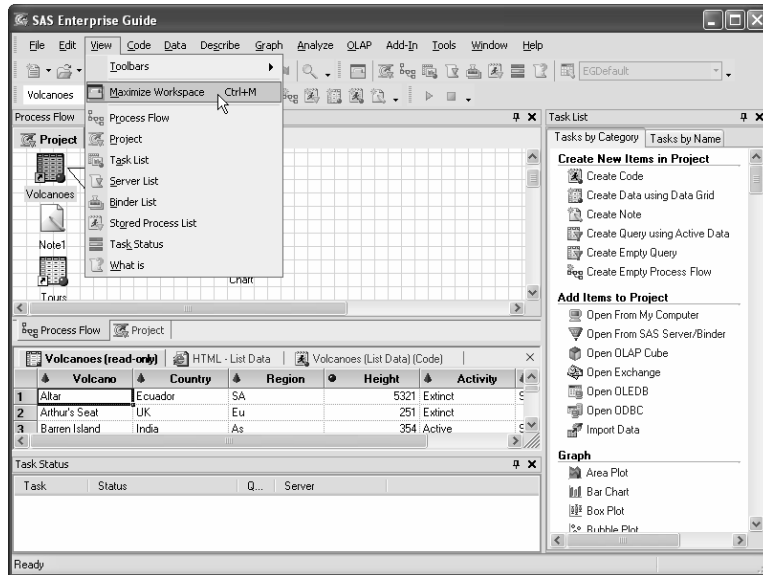 SAS Enterprise Guide
File Edit View Code Data Describe Graph Analyze OLAP Add-In Tools Window Help
EGDefault
Volcanoes
Toolbars
Maximize Workspace Ctrl+M
Process Flow
Project
Task List
Server List
Binder List
Stored Process List
Task Status
What is
Process Flow
Project
Volcanoes
Note1
Tours
Chart
Process Flow Project
Volcanoes (read-only) HTML - List Data Volcanoes (List Data) (Code)
Volcano Country Region Height Activity
1 Altar Ecuador SA 5321 Extinct S
2 Arthur's Seat UK Eu 251 Extinct
3 Barren Island India As 354 Active S
Task Status
Task Status Q... Server
Task List
Tasks by Category Tasks by Name
Create New Items in Project
Create Code
Create Data using Data Grid
Create Note
Create Query using Active Data
Create Empty Query
Create Empty Process Flow
Add Items to Project
Open From My Computer
Open From SAS Server/Binder
Open OLAP Cube
Open Exchange
Open OLEDB
Open ODBC
Import Data
Graph
Area Plot
Bar Chart
Box Plot
Bubble Plot
Ready